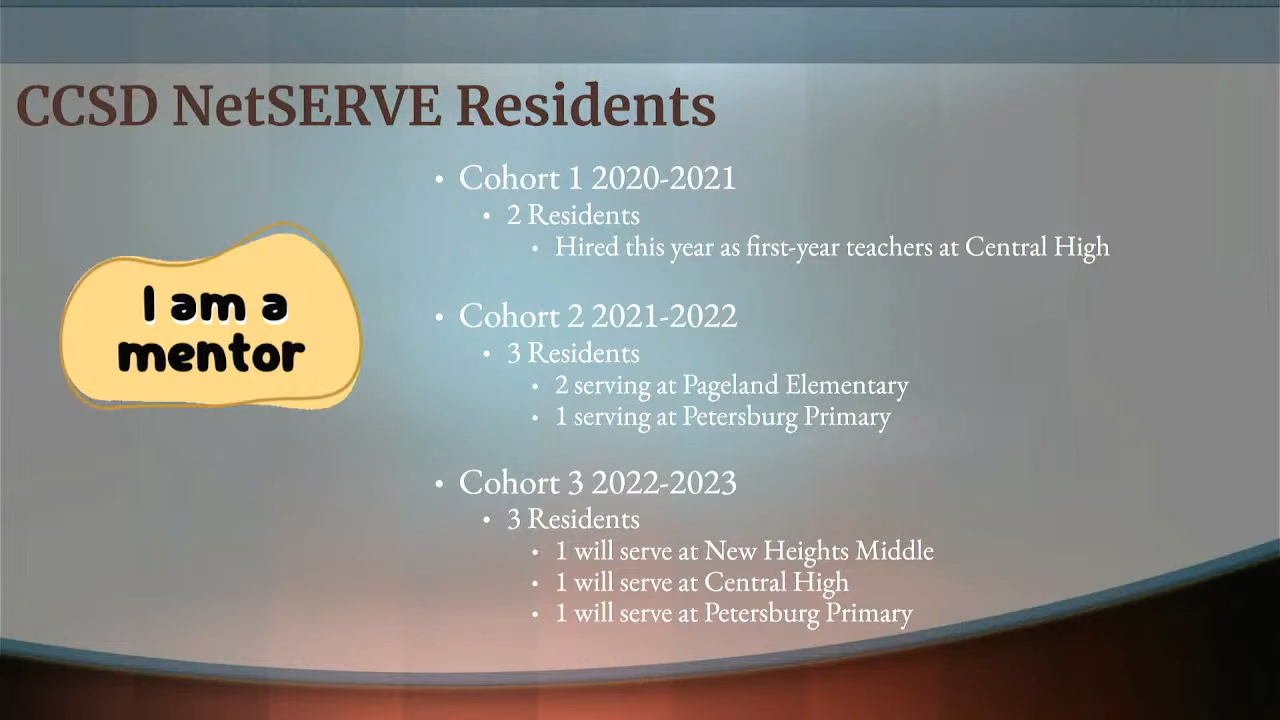 CCSD NetSERVE Residents
I am a
mentor
• Cohort 1 2020-2021
• 2 Residents
• Hired this year as first-year teachers at Central High
• Cohort 2 2021-2022
• 3 Residents
• 2 serving at Pageland Elementary
• 1 serving at Petersburg Primary
• Cohort 3 2022-2023
• 3 Residents
• 1 will serve at New Heights Middle
• 1 will serve at Central High
• 1 will serve at Petersburg Primary